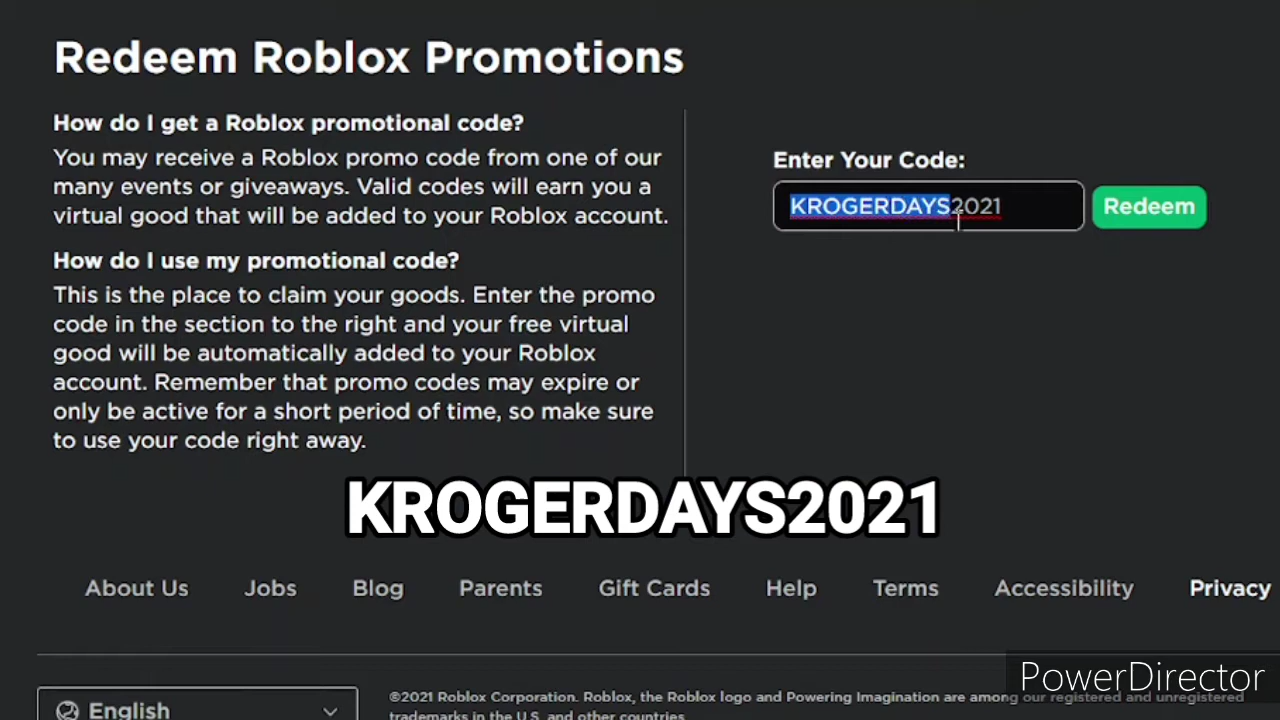 Redeem Roblox Promotions
How do I get a Roblox promotional code?
You may receive a Roblox promo code from one of our
many events or giveaways. Valid codes will earn you a
virtual good that will be added to your Roblox account.
How do I use my promotional code?
This is the place to claim your goods. Enter the promo
code in the section to the right and your free virtual
good will be automatically added to your Roblox
account. Remember that promo codes may expire or
only be active for a short period of time, so make sure
to use your code right away.
Enter Your Code:
KROGERDAYS2021 Redeem
KROGERDAYS2021
About Us Jobs Blog Parents Gift Cards Help Terms Accessibility Privacy
English
©2021 Roblox Corporation. Roblox, the Roblox logo and Powering Imagination are among our registered and unregistered
trademarks in the U.S. and other countries.
PowerDirector